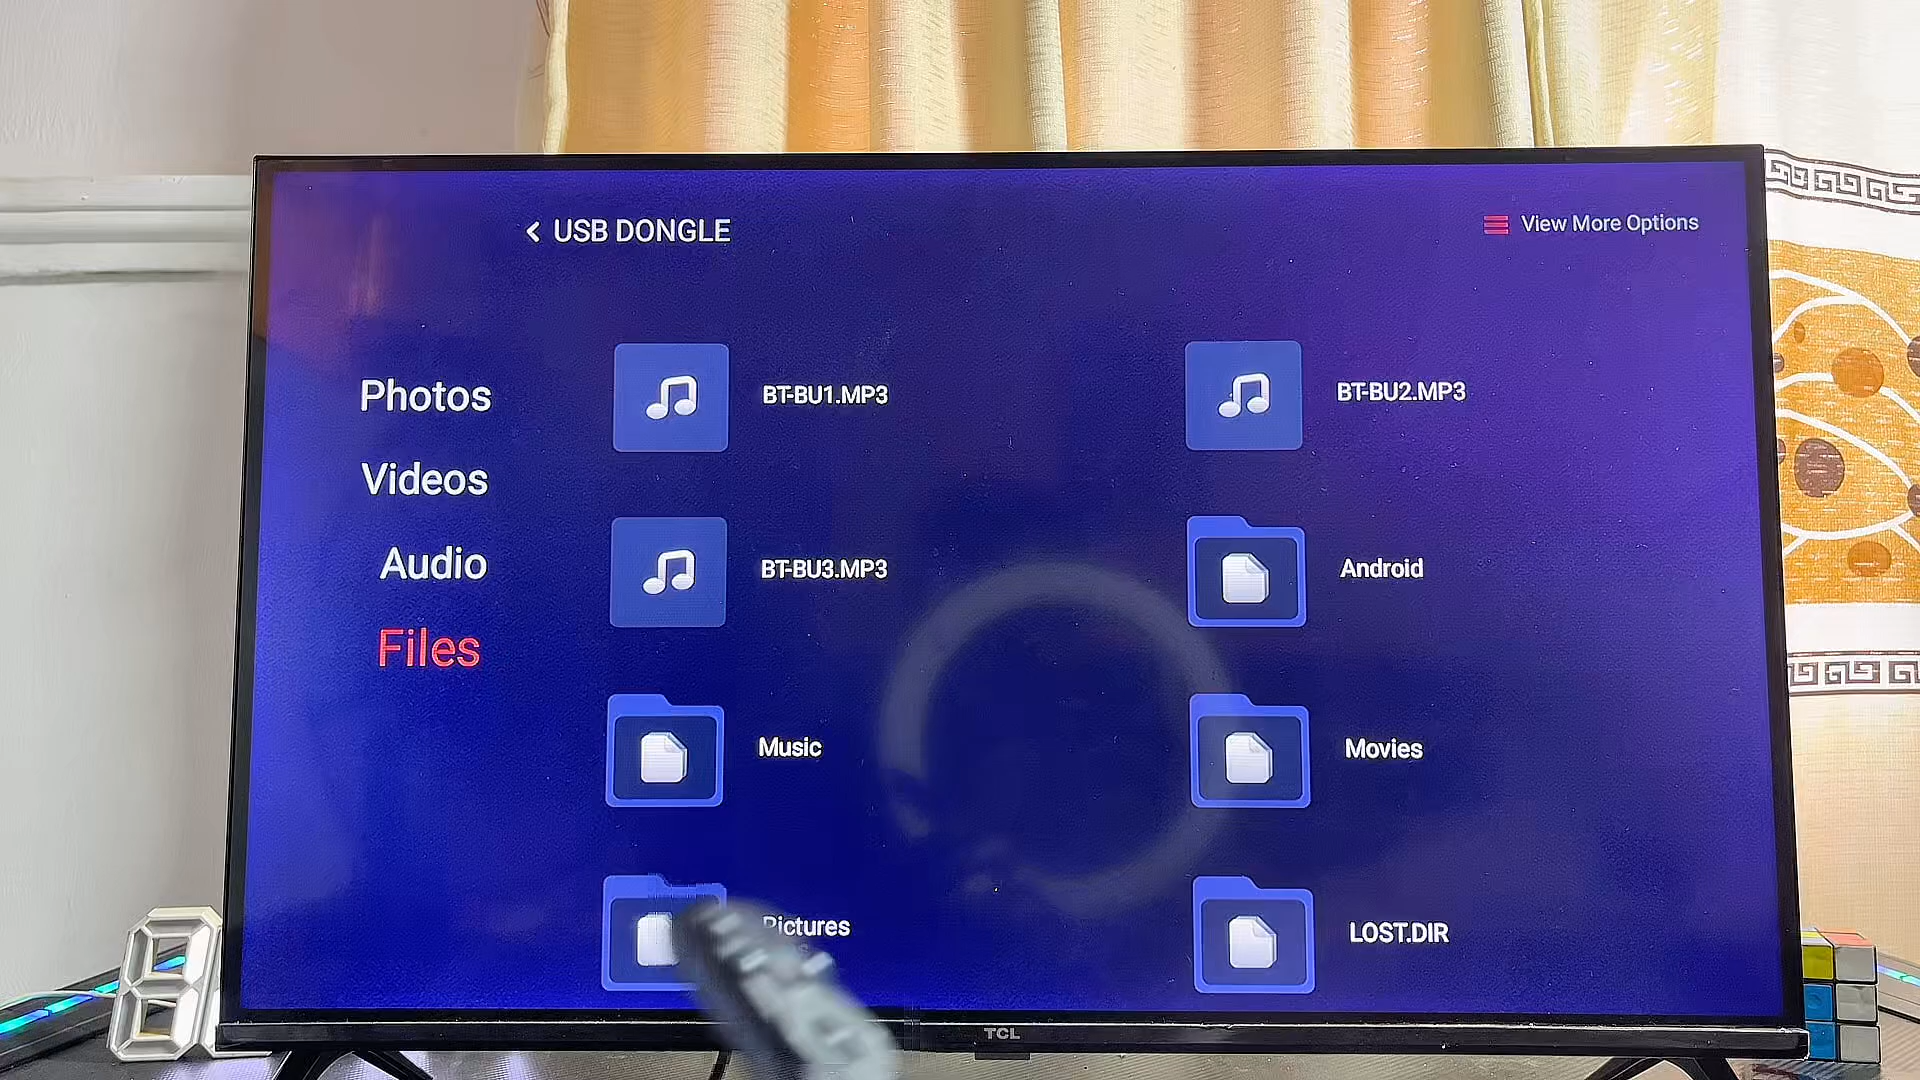 USB DONGLE
View More Options
Photos
Videos
Audio
Files
BT-BU1.MP3
BT-BU2.MP3
BT-BU3.MP3
Android
Music
Movies
Pictures
LOST.DIR
TCL